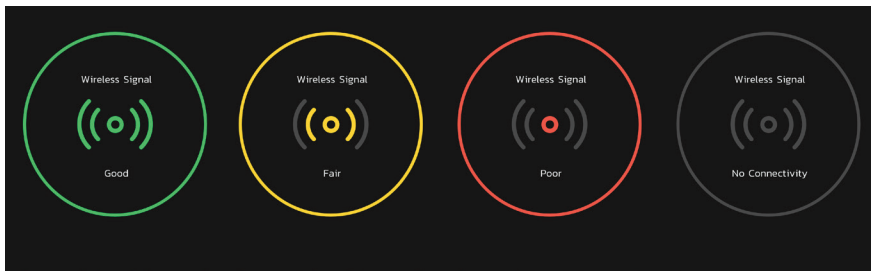 Wireless Signal
Good
Wireless Signal
Fair
Wireless Signal
Poor
Wireless Signal
No Connectivity